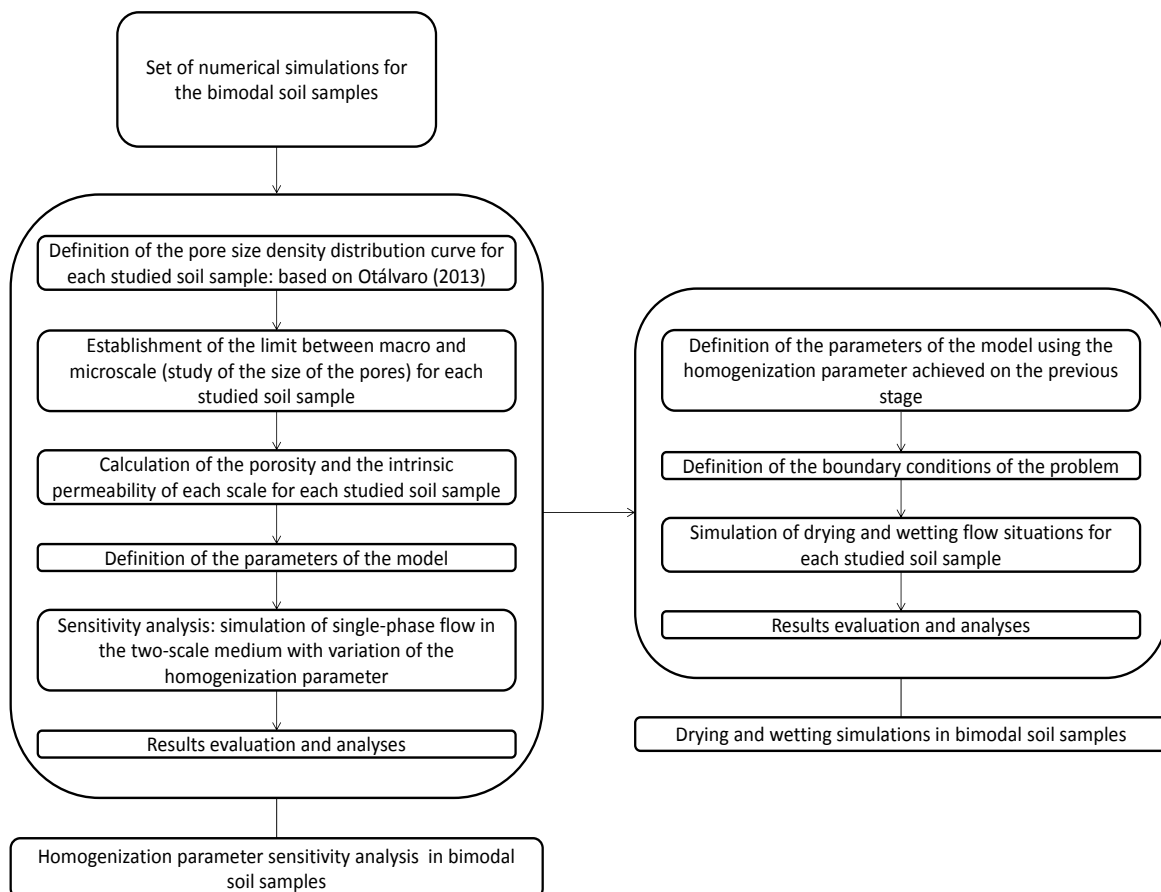 Set of numerical simulations for
the bimodal soil samples
Definition of the pore size density distribution curve for
each studied soil sample: based on Otálvaro (2013)
Establishment of the limit between macro and
microscale (study of the size of the pores) for each
studied soil sample
Calculation of the porosity and the intrinsic
permeability of each scale for each studied soil sample
Definition of the parameters of the model
Sensitivity analysis: simulation of single-phase flow in
the two-scale medium with variation of the
homogenization parameter
Results evaluation and analyses
Homogenization parameter sensitivity analysis in bimodal
soil samples
Definition of the parameters of the model using the
homogenization parameter achieved on the previous
stage
Definition of the boundary conditions of the problem
Simulation of drying and wetting flow situations for
each studied soil sample
Results evaluation and analyses
Drying and wetting simulations in bimodal soil samples